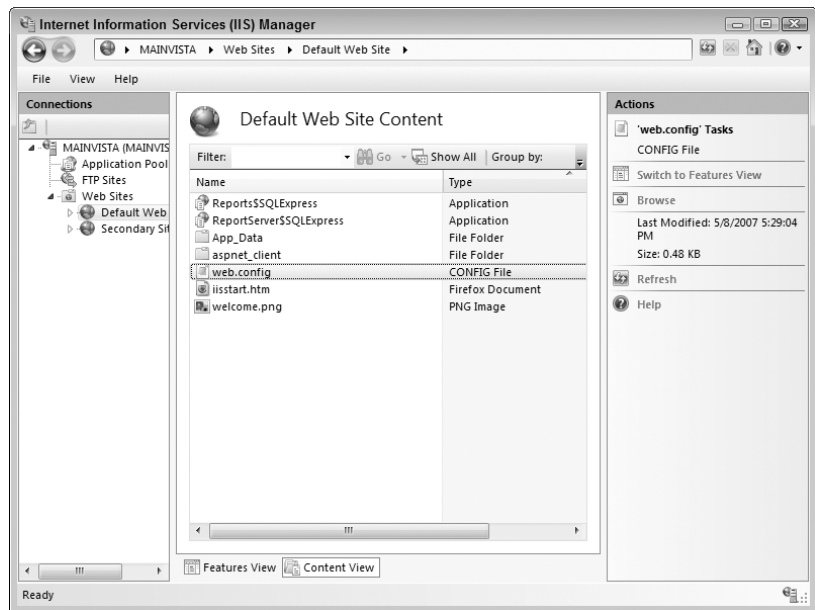 Internet Information Services (IIS) Manager
MAINVISTA Web Sites Default Web Site
File View Help
Connections
MAINVISTA (MAINVIS
Application Pool
FTP Sites
Web Sites
Default Web
Secondary Sit
Default Web Site Content
Filter: Go Show All Group by:
Name Type
Reports$SQLExpress Application
ReportServer$SQLExpress Application
App_Data File Folder
aspnet_client File Folder
web.config CONFIG File
iisstart.htm Firefox Document
welcome.png PNG Image
Features View Content View
Actions
'web.config' Tasks
CONFIG File
Switch to Features View
Browse
Last Modified: 5/8/2007 5:29:04
PM
Size: 0.48 KB
Refresh
Help
Ready